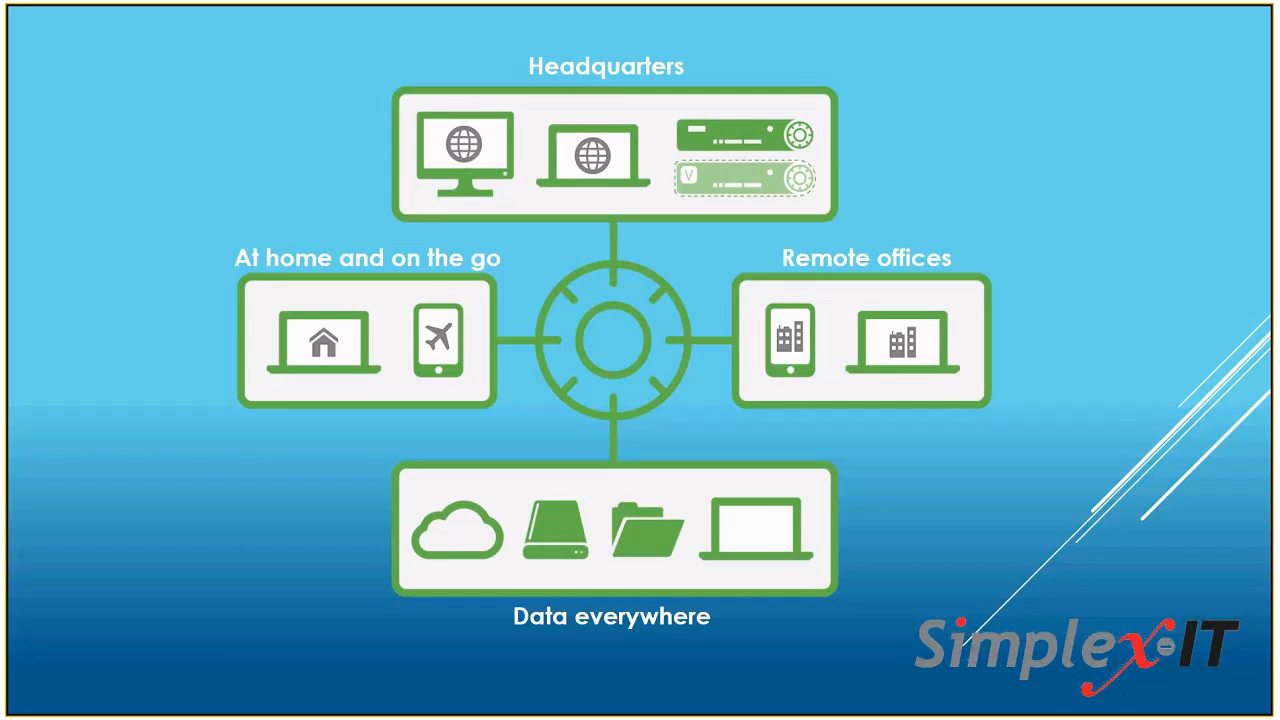 Headquarters
At home and on the go
Remote offices
V
Data everywhere
Simplex-IT